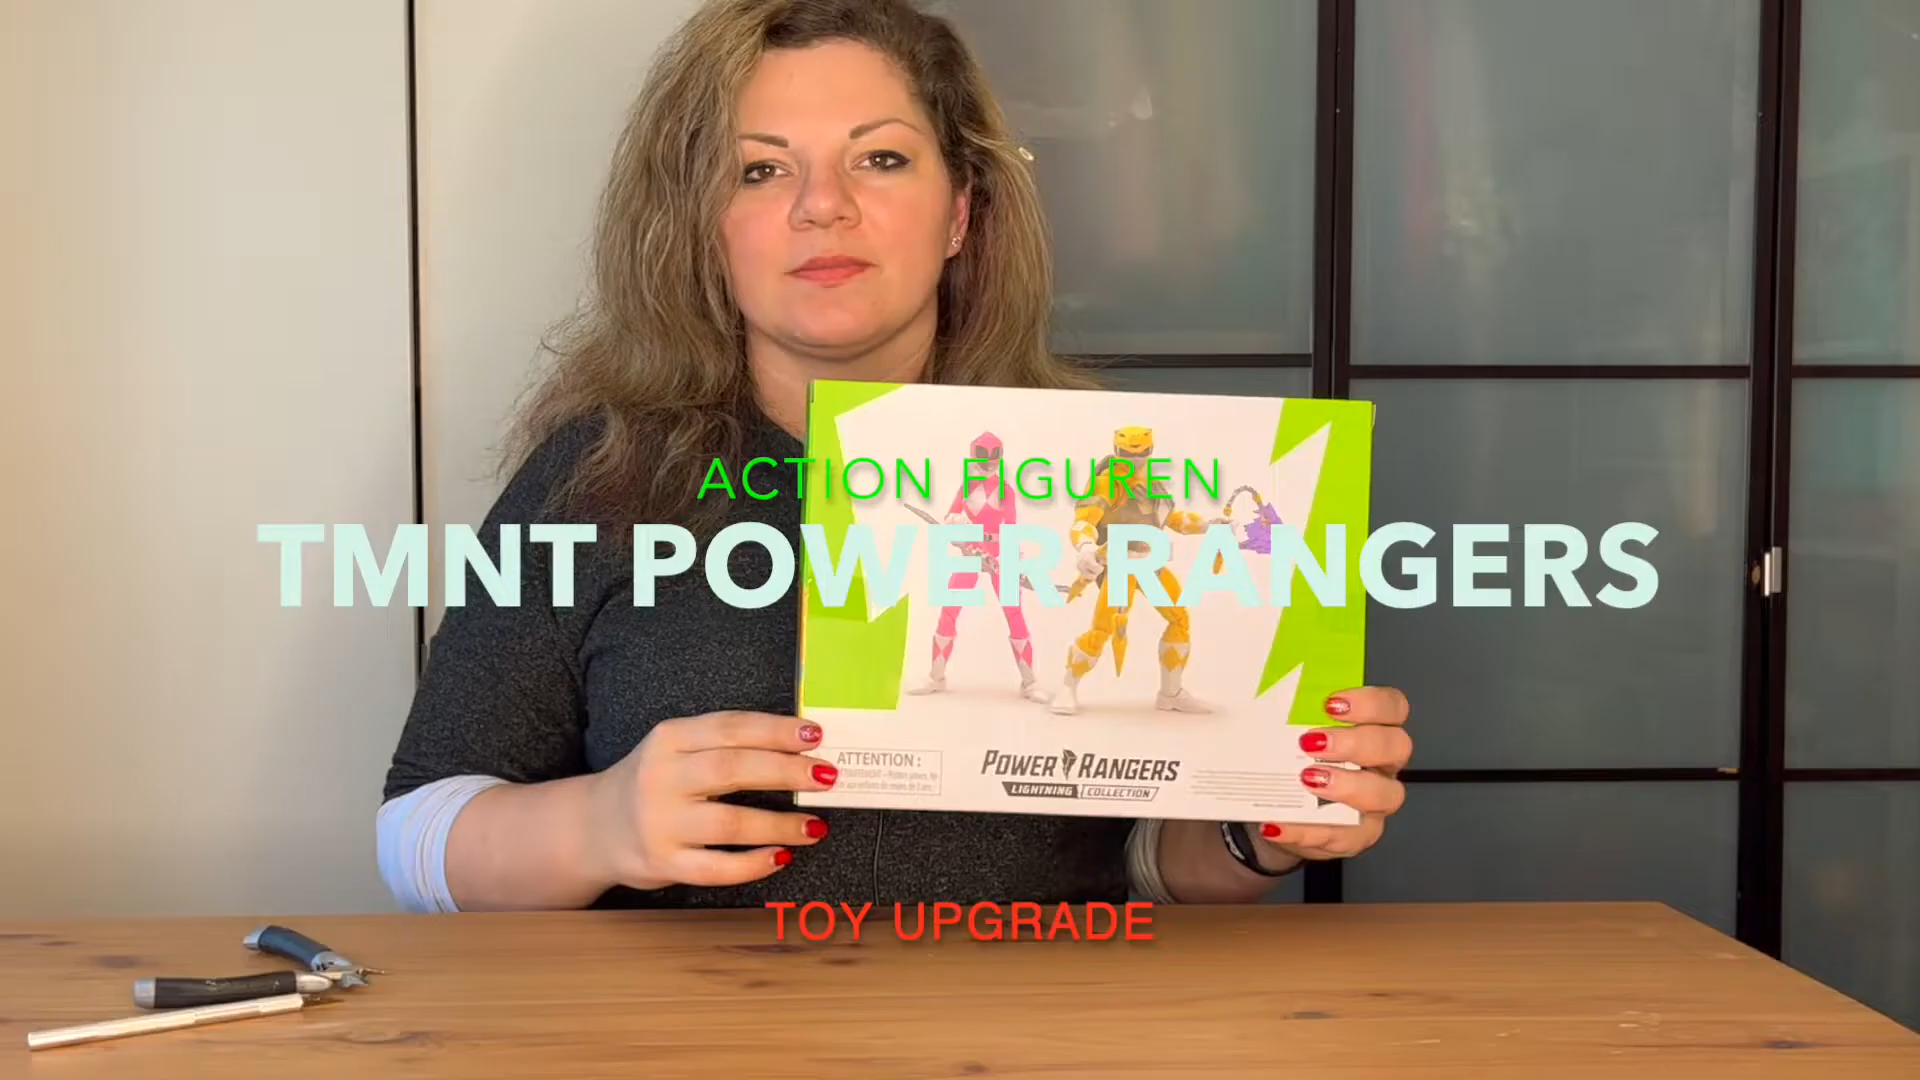 ACTION FIGUREN
TMNT POWER RANGERS
ATTENTION :
POWER RANGERS
LIGHTNING COLLECTION
TOY UPGRADE